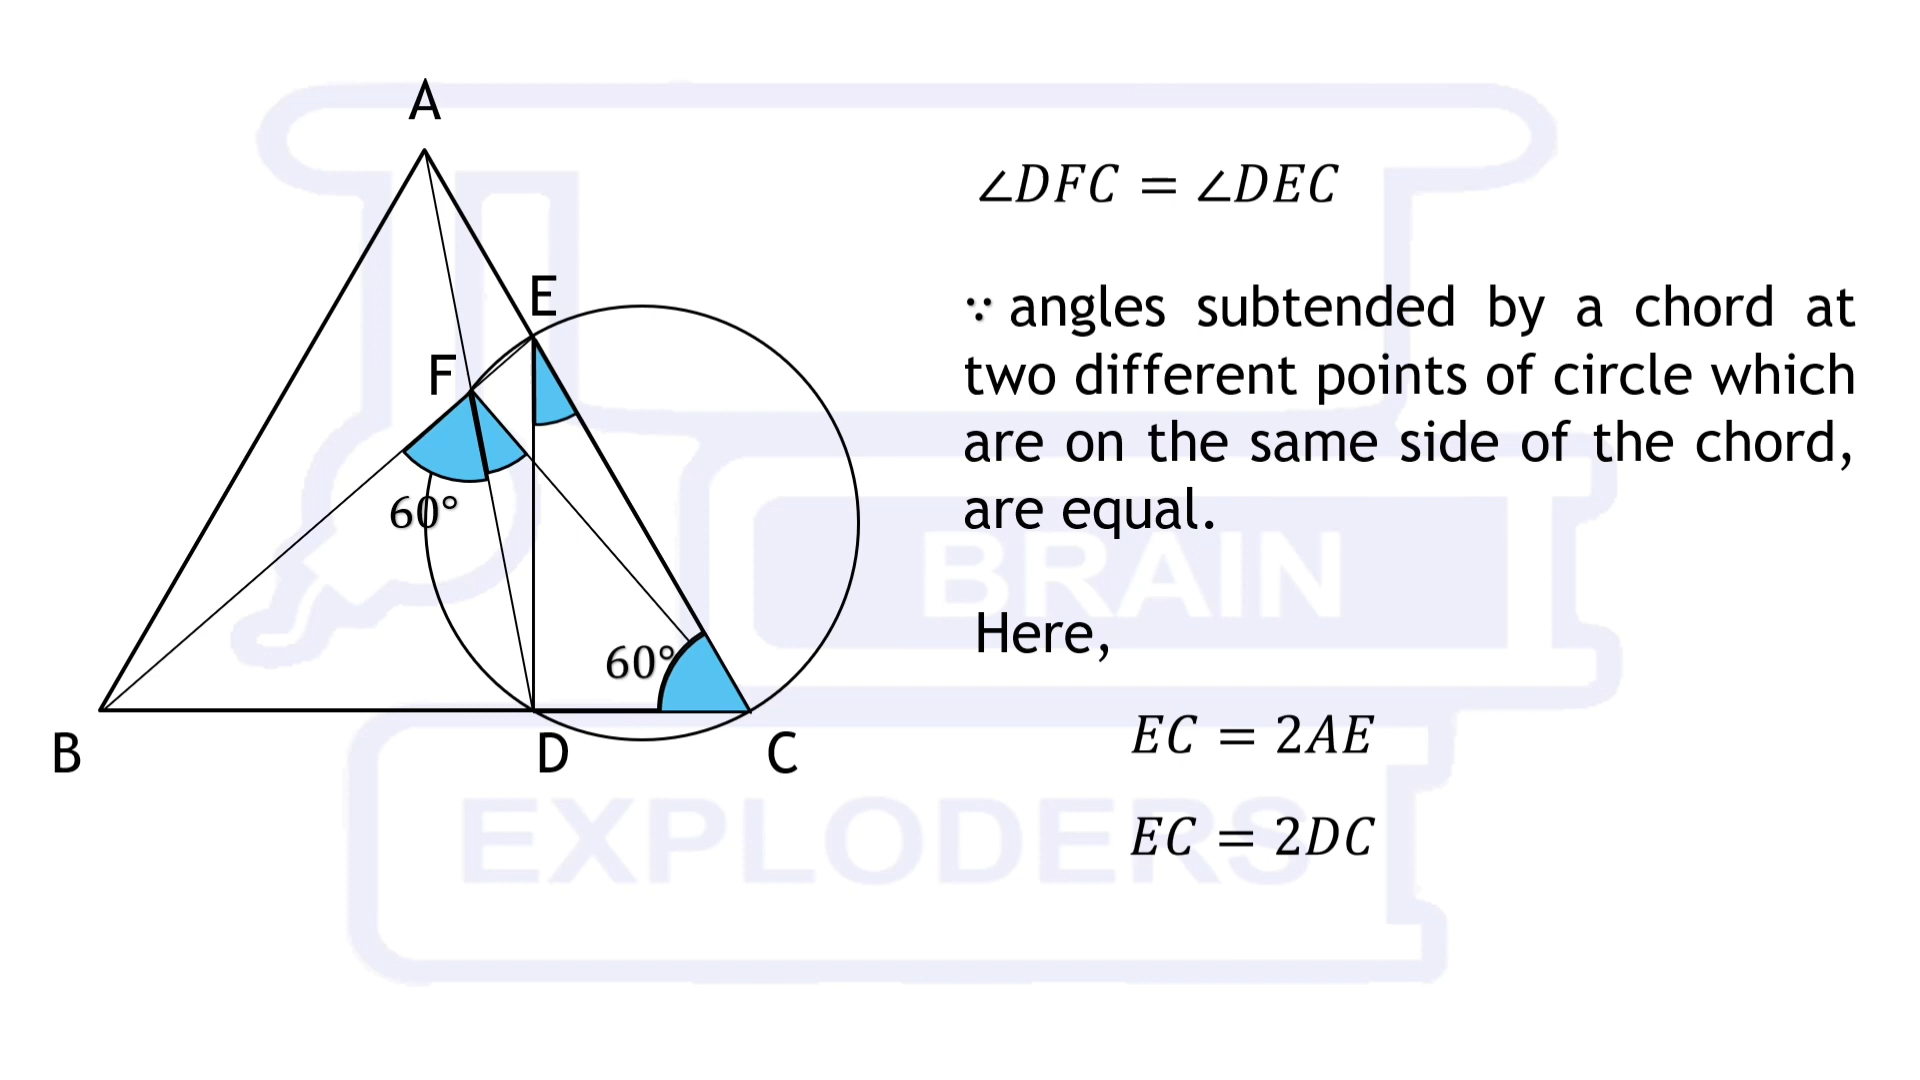 A
∠DFC = ∠DEC
E
∵ angles subtended by a chord at
F
two different points of circle which
are on the same side of the chord,
60°
are equal.
BRAIN
Here,
60°
EC = 2AE
B
D
C
EC = 2DC
EXPLODERS